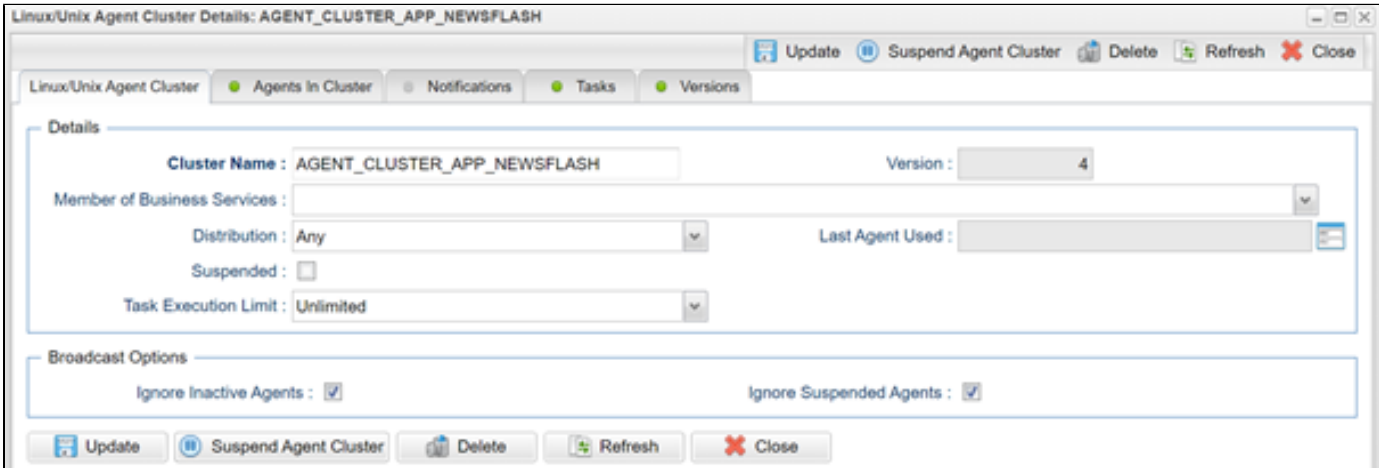 Linux/Unix Agent Cluster Details: AGENT_CLUSTER_APP_NEWSFLASH
Update Suspend Agent Cluster Delete Refresh Close
Linux/Unix Agent Cluster Agents In Cluster Notifications Tasks Versions
Details
Cluster Name : AGENT_CLUSTER_APP_NEWSFLASH Version : 4
Member of Business Services :
Distribution : Any Last Agent Used :
Suspended :
Task Execution Limit : Unlimited
Broadcast Options
Ignore Inactive Agents : Ignore Suspended Agents :
Update Suspend Agent Cluster Delete Refresh Close